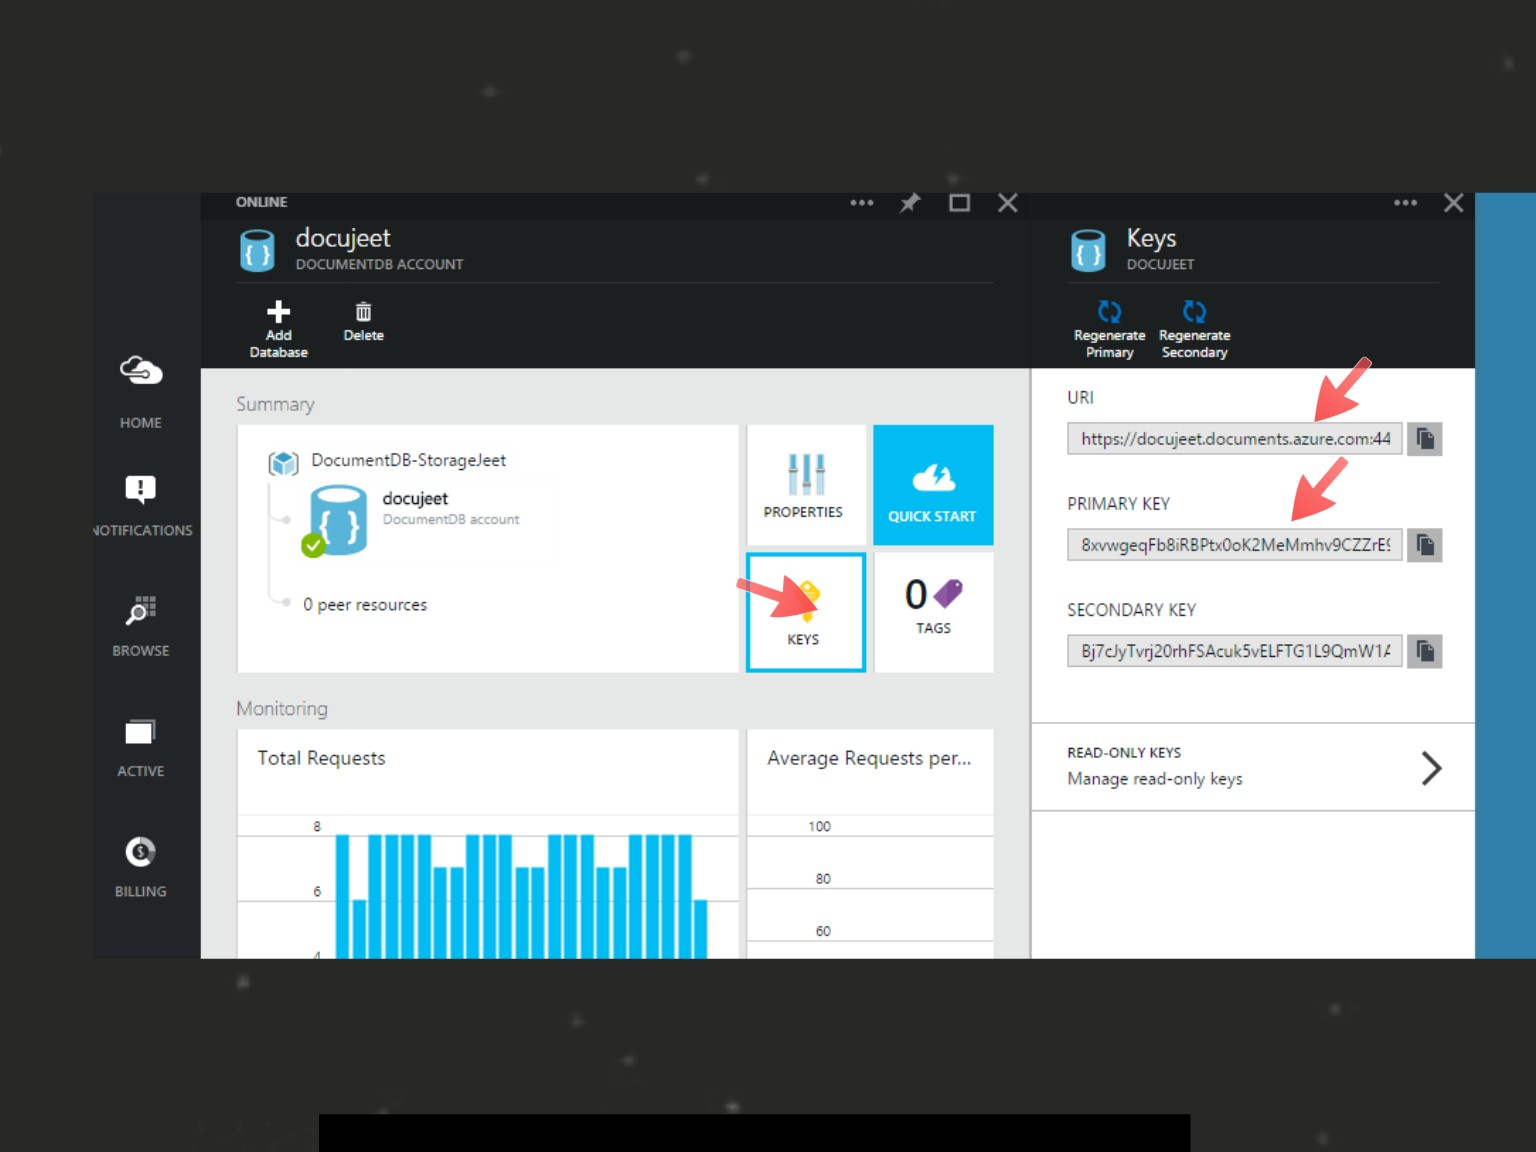 ONLINE
docujeet
DOCUMENTDB ACCOUNT
Add
Database
Delete
HOME
NOTIFICATIONS
BROWSE
ACTIVE
BILLING
Summary
DocumentDB-StorageJeet
docujeet
DocumentDB account
0 peer resources
PROPERTIES
QUICK START
KEYS
0
TAGS
Monitoring
Total Requests
8
6
4
Average Requests per...
100
80
60
Keys
DOCUJEET
Regenerate
Primary
Regenerate
Secondary
URI
https://docujeet.documents.azure.com:44
PRIMARY KEY
8xvwgeqFb8iRBPtx0oK2MeMmhv9CZZrE9
SECONDARY KEY
Bj7cJyTvrj20rhFSAcuk5vELFTG1L9QmW1A
READ-ONLY KEYS
Manage read-only keys